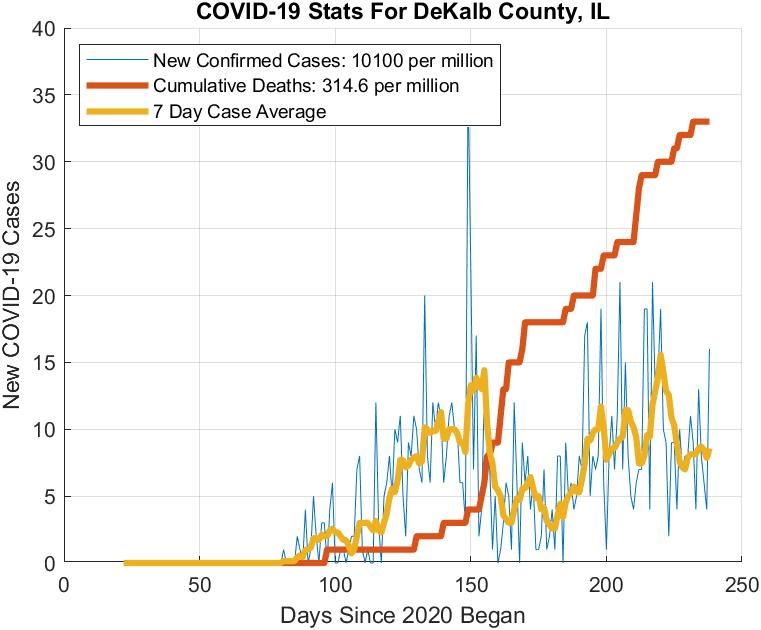 COVID-19 Stats For DeKalb County, IL
New Confirmed Cases: 10100 per million
Cumulative Deaths: 314.6 per million
7 Day Case Average
New COVID-19 Cases
40
35
30
25
20
15
10
5
0
0 50 100 150 200 250
Days Since 2020 Began